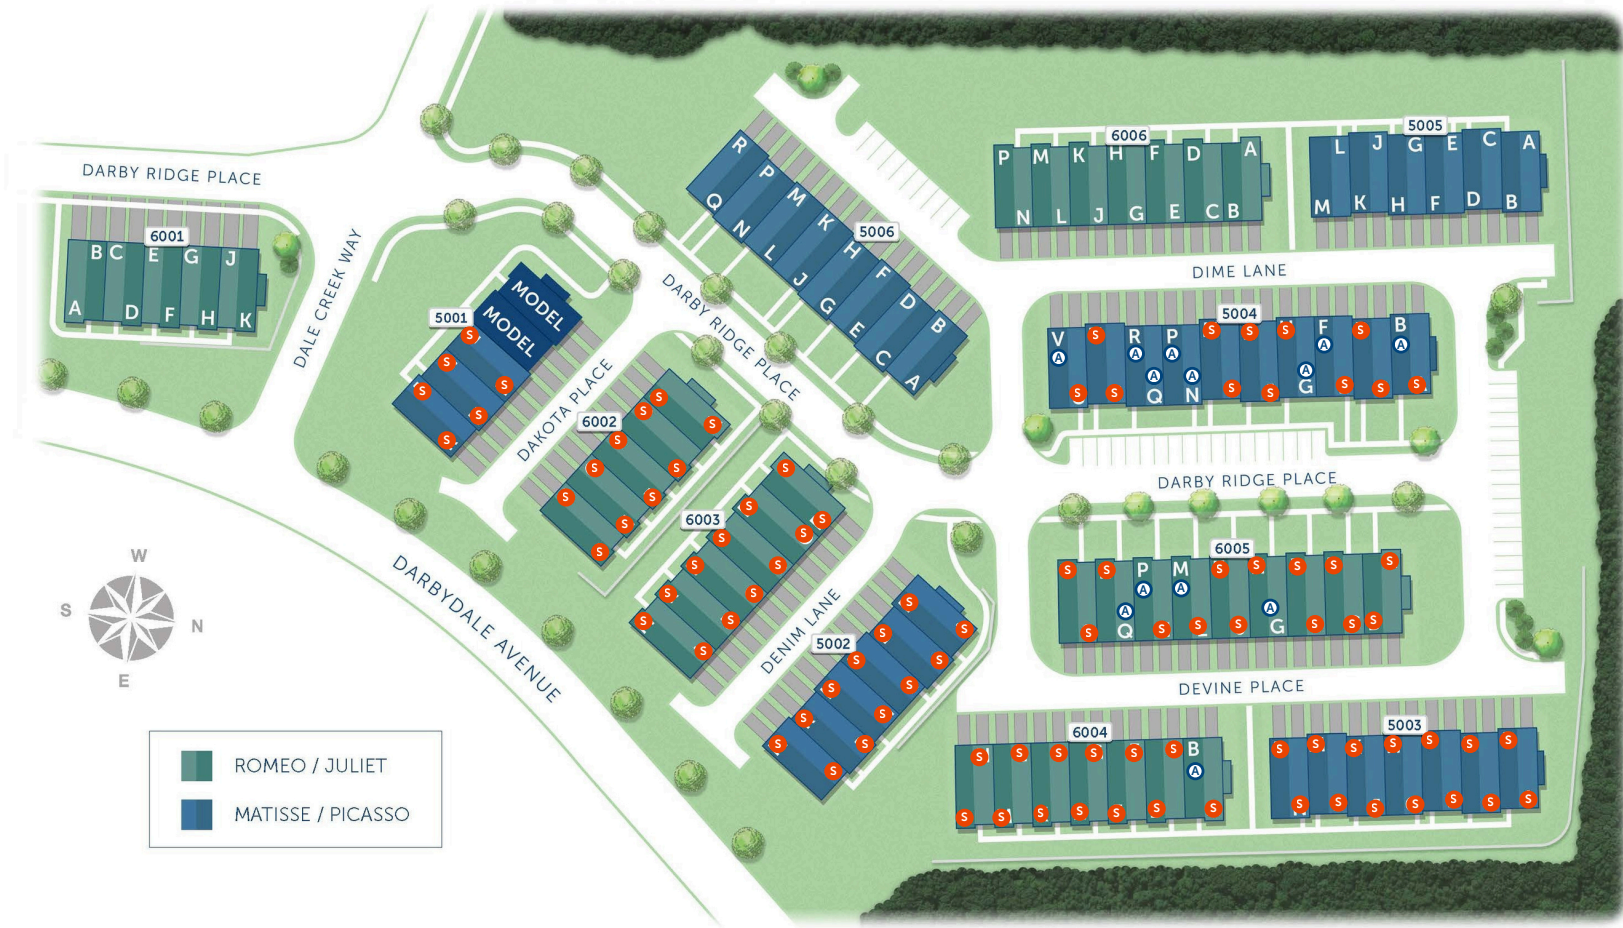 DARBY RIDGE PLACE
6001
B C E G J
A D F H K
DALE CREEK WAY
5001
MODEL
MODEL
S
S
S
S
S
S
DAKOTA PLACE
DARBY RIDGE PLACE
R P M K H F D B
Q N L J G E C A
5006
6006
P M K H F D A
N L J G E C B
5005
L J G E C A
M K H F D B
DIME LANE
5004
V S R P S S S F S B
A A A A A
A A A
S S Q N S S G S S S
DARBY RIDGE PLACE
6002
S S
S
S
S
S
S
S
S
S
6003
S
S
S
S
S
S
S
S
S
S
S
S
S
DENIM LANE
5002
S
S
S
S
S
S
S
S
S
S
S
S
6005
S S P M S S S S S
A A
A A
S Q S S S G S S S
DEVINE PLACE
6004
S S S S S S B
A
S S S S S S S
5003
S S S S S S S
S S S S S S S
DARBYDALE AVENUE
W
S N
E
ROMEO / JULIET
MATISSE / PICASSO